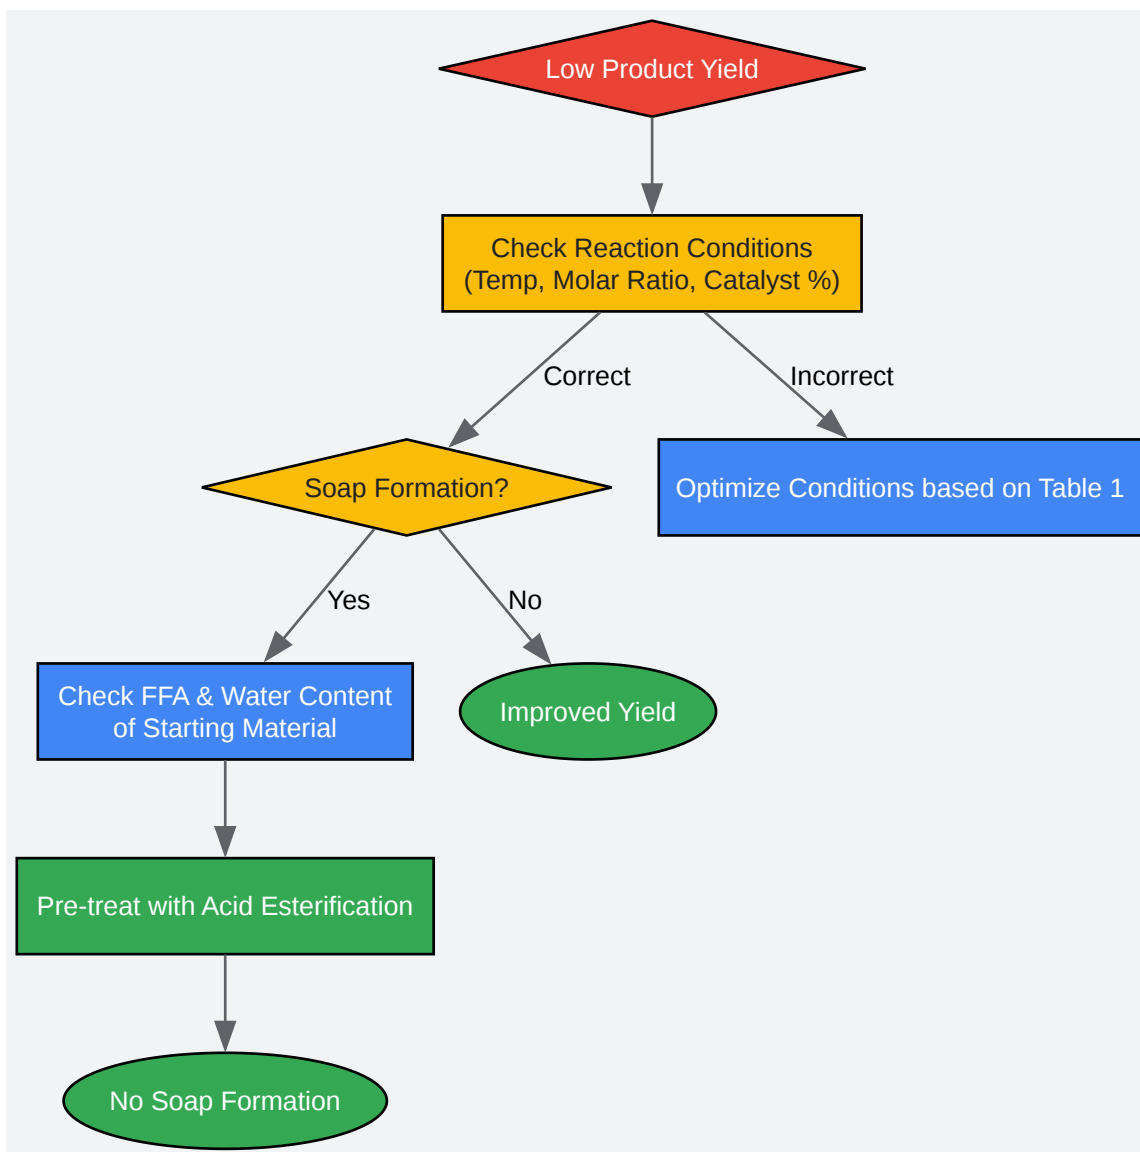 Low Product Yield
Check Reaction Conditions
(Temp, Molar Ratio, Catalyst %)
Correct
Incorrect
Soap Formation?
Optimize Conditions based on Table 1
Yes
No
Check FFA & Water Content
of Starting Material
Improved Yield
Pre-treat with Acid Esterification
No Soap Formation